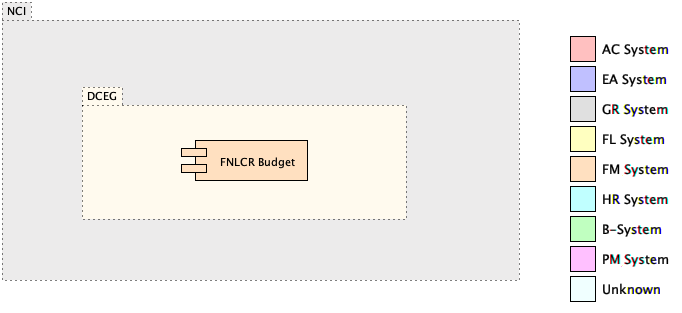 NCI
DCEG
FNLCR Budget
AC System
EA System
GR System
FL System
FM System
HR System
B-System
PM System
Unknown